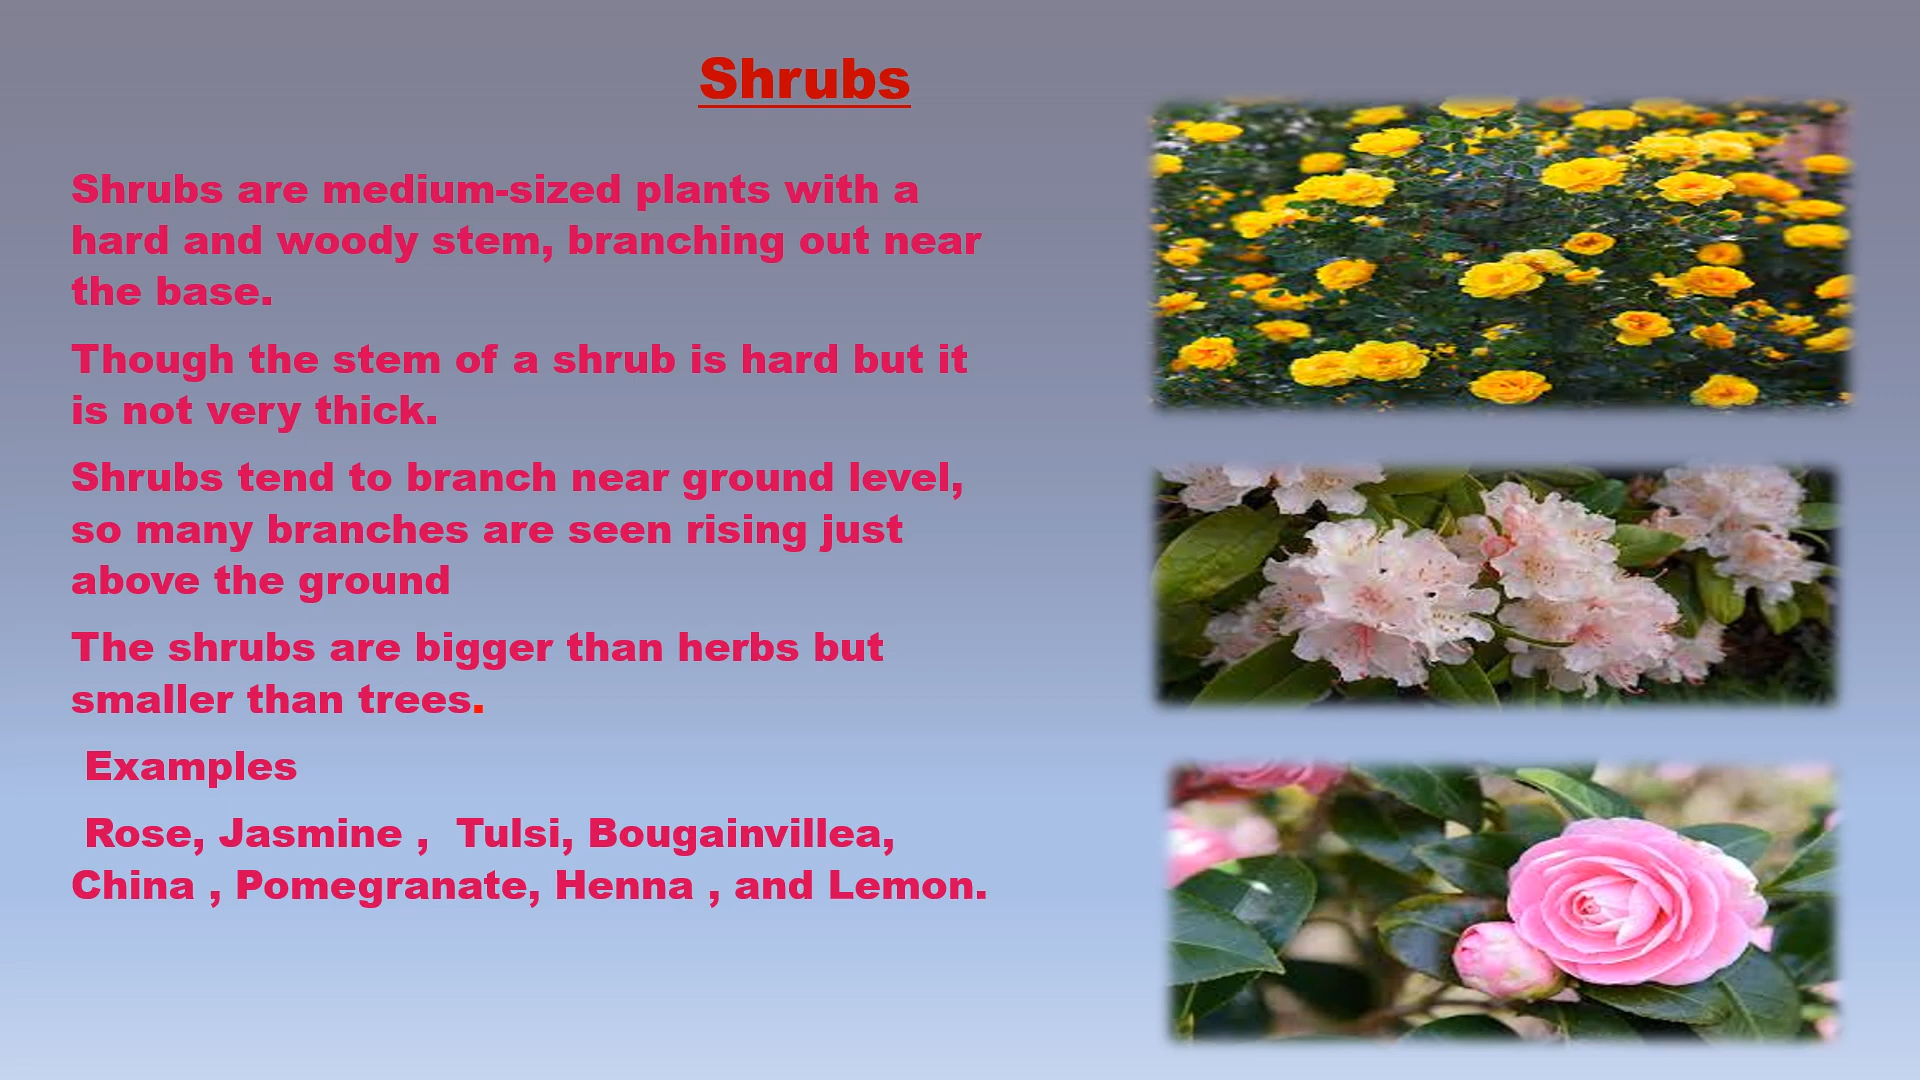 Shrubs
Shrubs are medium-sized plants with a
hard and woody stem, branching out near
the base.
Though the stem of a shrub is hard but it
is not very thick.
Shrubs tend to branch near ground level,
so many branches are seen rising just
above the ground
The shrubs are bigger than herbs but
smaller than trees.
Examples
Rose, Jasmine ,  Tulsi, Bougainvillea,
China , Pomegranate, Henna , and Lemon.